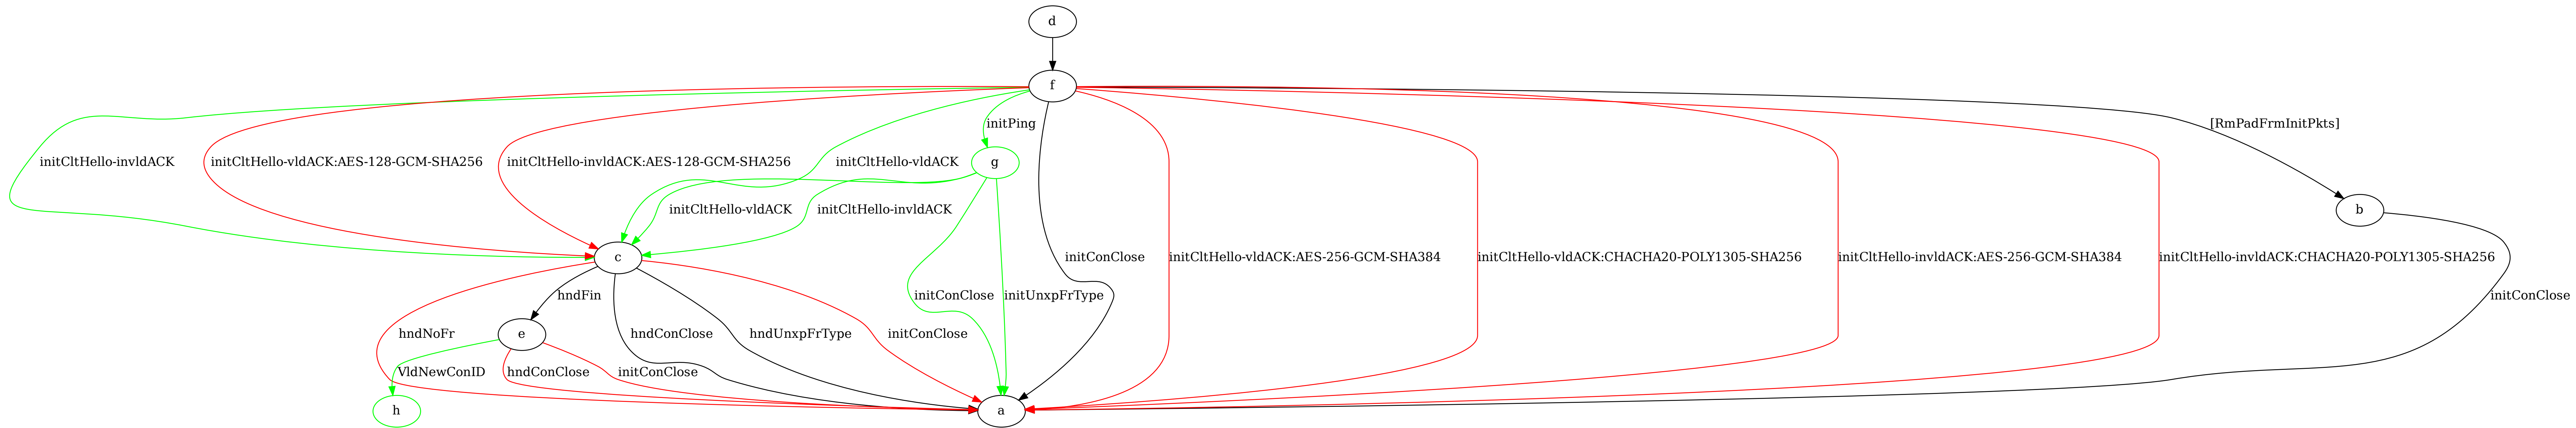 d
f
initPing
[RmPadFrmInitPkts]
initCltHello-invldACK
initCltHello-vldACK:AES-128-GCM-SHA256
initCltHello-invldACK:AES-128-GCM-SHA256
initCltHello-vldACK
g
initCltHello-vldACK
initCltHello-invldACK
b
c
initConClose
initCltHello-vldACK:AES-256-GCM-SHA384
initCltHello-vldACK:CHACHA20-POLY1305-SHA256
initCltHello-invldACK:AES-256-GCM-SHA384
initCltHello-invldACK:CHACHA20-POLY1305-SHA256
hndFin
initConClose
initUnxpFrType
initConClose
hndNoFr
e
hndConClose
hndUnxpFrType
initConClose
VldNewConID
hndConClose
initConClose
h
a